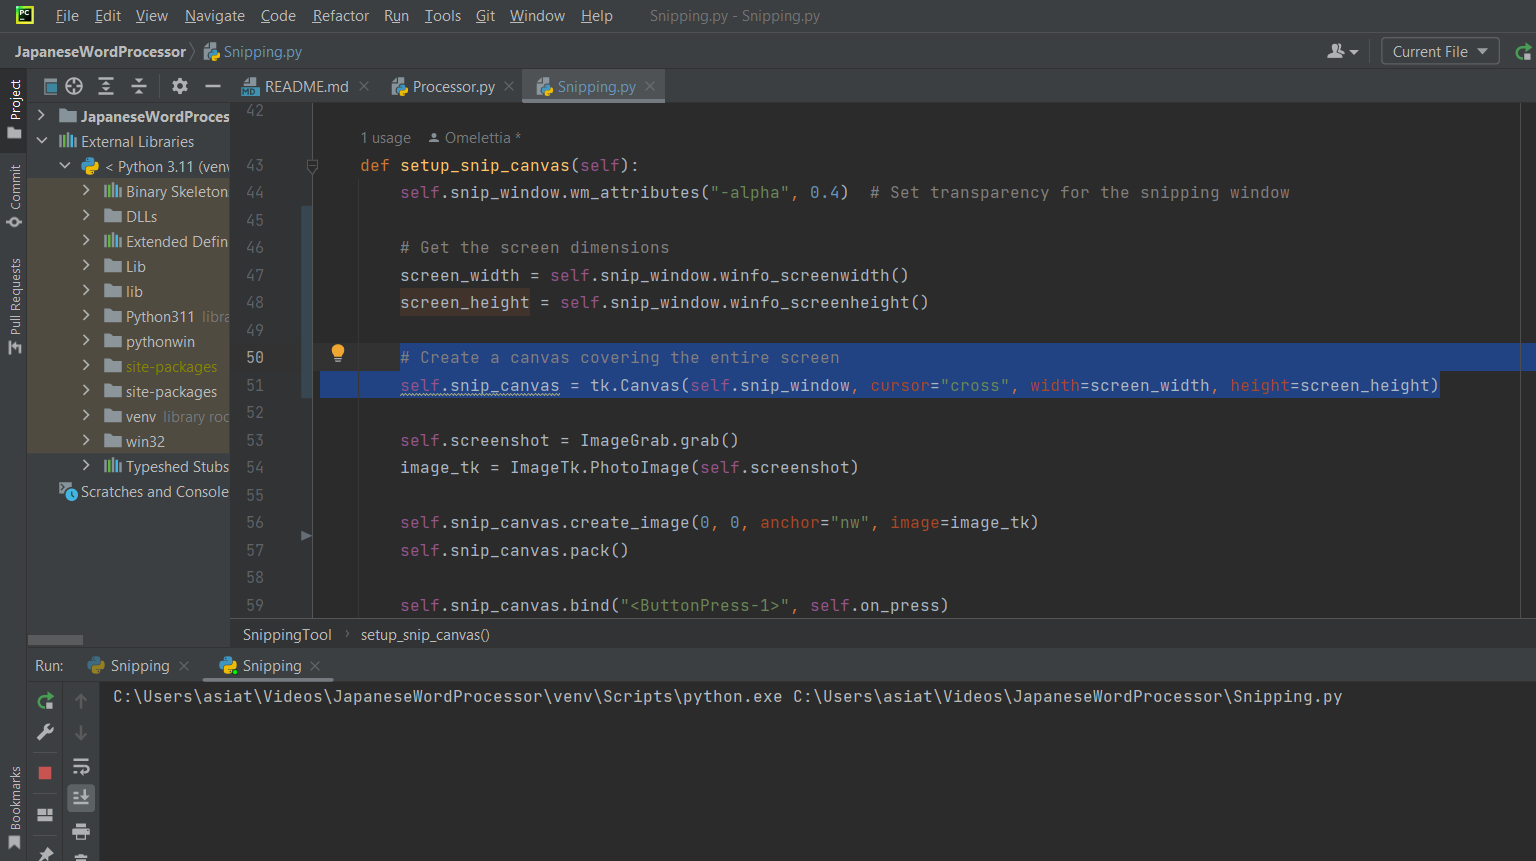 PC
File Edit View Navigate Code Refactor Run Tools Git Window Help Snipping.py - Snipping.py
JapaneseWordProcessor Snipping.py
Current File
README.md
Processor.py
Snipping.py
Project
Commit
Pull Requests
Bookmarks
JapaneseWordProces
External Libraries
< Python 3.11 (venv
Binary Skeleton
DLLs
Extended Defin
Lib
lib
Python311 libra
pythonwin
site-packages
site-packages
venv library roo
win32
Typeshed Stubs
Scratches and Console
42
1 usage Omelettia *
43 def setup_snip_canvas(self):
44 self.snip_window.wm_attributes("-alpha", 0.4)  # Set transparency for the snipping window
45
46 # Get the screen dimensions
47 screen_width = self.snip_window.winfo_screenwidth()
48 screen_height = self.snip_window.winfo_screenheight()
49
50 # Create a canvas covering the entire screen
51 self.snip_canvas = tk.Canvas(self.snip_window, cursor="cross", width=screen_width, height=screen_height)
52
53 self.screenshot = ImageGrab.grab()
54 image_tk = ImageTk.PhotoImage(self.screenshot)
55
56 self.snip_canvas.create_image(0, 0, anchor="nw", image=image_tk)
57 self.snip_canvas.pack()
58
59 self.snip_canvas.bind("<ButtonPress-1>", self.on_press)
SnippingTool › setup_snip_canvas()
Run: Snipping Snipping
C:\Users\asiat\Videos\JapaneseWordProcessor\venv\Scripts\python.exe C:\Users\asiat\Videos\JapaneseWordProcessor\Snipping.py